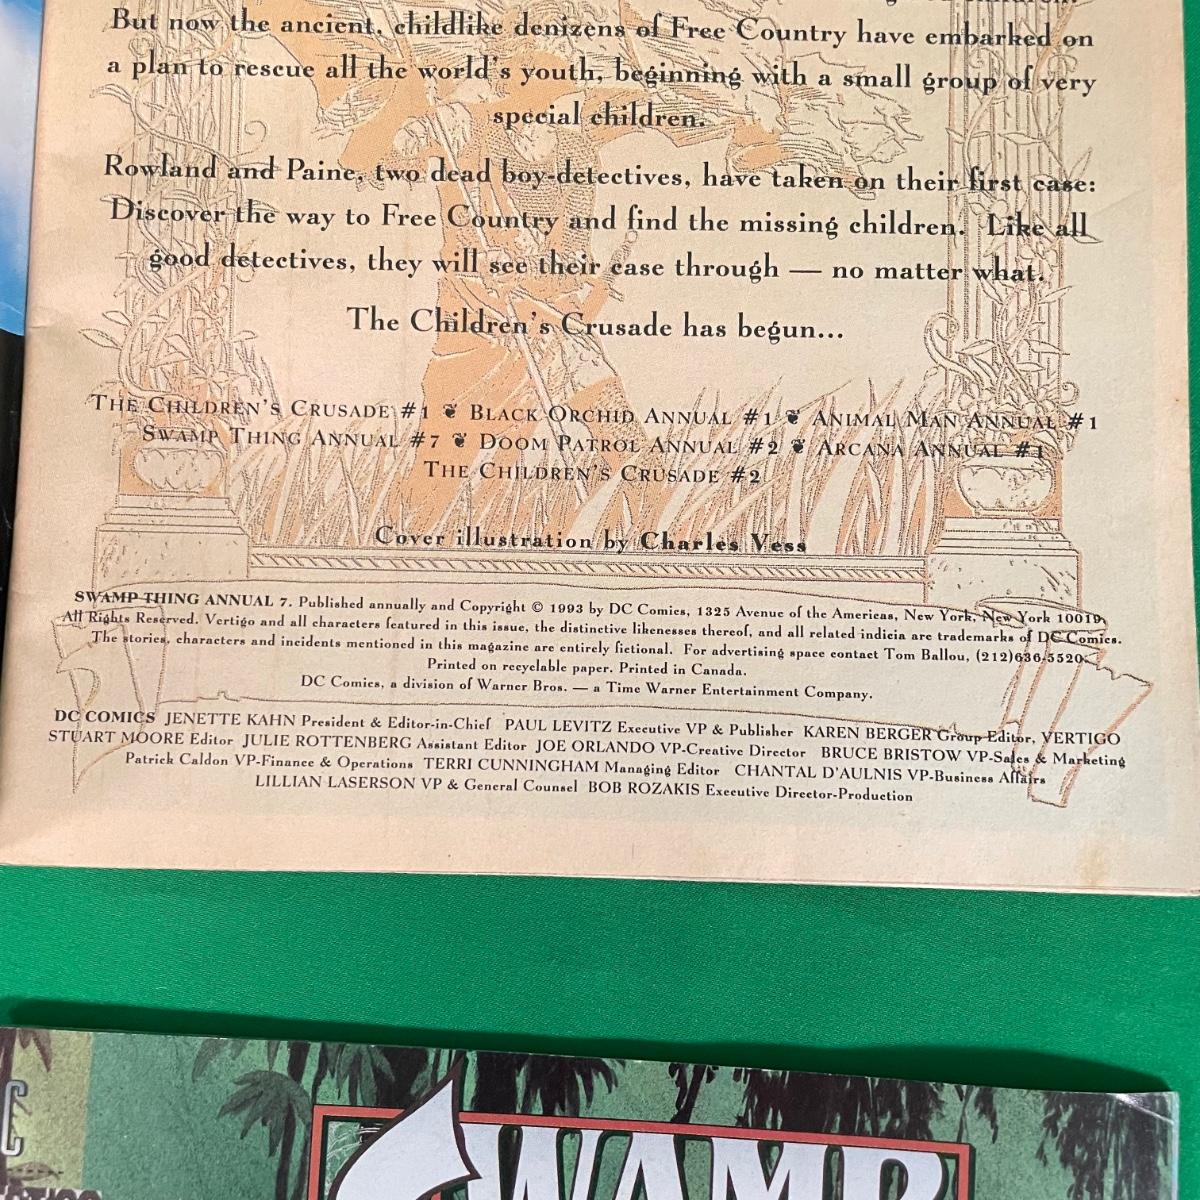 But now the ancient, childlike denizens of Free Country have embarked on
a plan to rescue all the world's youth, beginning with a small group of very
special children.
Rowland and Paine, two dead boy-detectives, have taken on their first case:
Discover the way to Free Country and find the missing children. Like all
good detectives, they will see their case through — no matter what.
The Children's Crusade has begun...
THE CHILDREN'S CRUSADE #1 ❦ BLACK ORCHID ANNUAL #1 ❦ ANIMAL MAN ANNUAL #1
SWAMP THING ANNUAL #7 ❦ DOOM PATROL ANNUAL #2 ❦ ARCANA ANNUAL #1
THE CHILDREN'S CRUSADE #2
Cover illustration by Charles Vess
SWAMP THING ANNUAL 7. Published annually and Copyright © 1993 by DC Comics, 1325 Avenue of the Americas, New York, New York 10019.
All Rights Reserved. Vertigo and all characters featured in this issue, the distinctive likenesses thereof, and all related indicia are trademarks of DC Comics.
The stories, characters and incidents mentioned in this magazine are entirely fictional. For advertising space contact Tom Ballou, (212)636-5520.
Printed on recyclable paper. Printed in Canada.
DC Comics, a division of Warner Bros. — a Time Warner Entertainment Company.
DC COMICS JENETTE KAHN President & Editor-in-Chief PAUL LEVITZ Executive VP & Publisher KAREN BERGER Group Editor, VERTIGO
STUART MOORE Editor JULIE ROTTENBERG Assistant Editor JOE ORLANDO VP-Creative Director BRUCE BRISTOW VP-Sales & Marketing
Patrick Caldon VP-Finance & Operations TERRI CUNNINGHAM Managing Editor CHANTAL D'AULNIS VP-Business Affairs
LILLIAN LASERSON VP & General Counsel BOB ROZAKIS Executive Director-Production
C
SWAMP